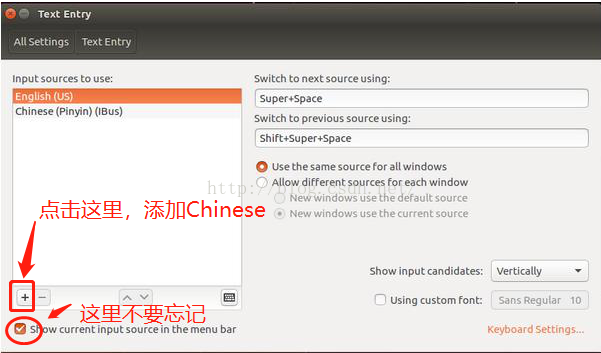 Text Entry
All Settings Text Entry
Input sources to use:
English (US)
Chinese (Pinyin) (IBus)
Switch to next source using:
Super+Space
Switch to previous source using:
Shift+Super+Space
Use the same source for all windows
Allow different sources for each window
http://blog.csdn.net/
New windows use the default source
New windows use the current source
点击这里，添加Chinese
Show input candidates: Vertically
Using custom font: Sans Regular 10
这里不要忘记
Show current input source in the menu bar
Keyboard Settings...